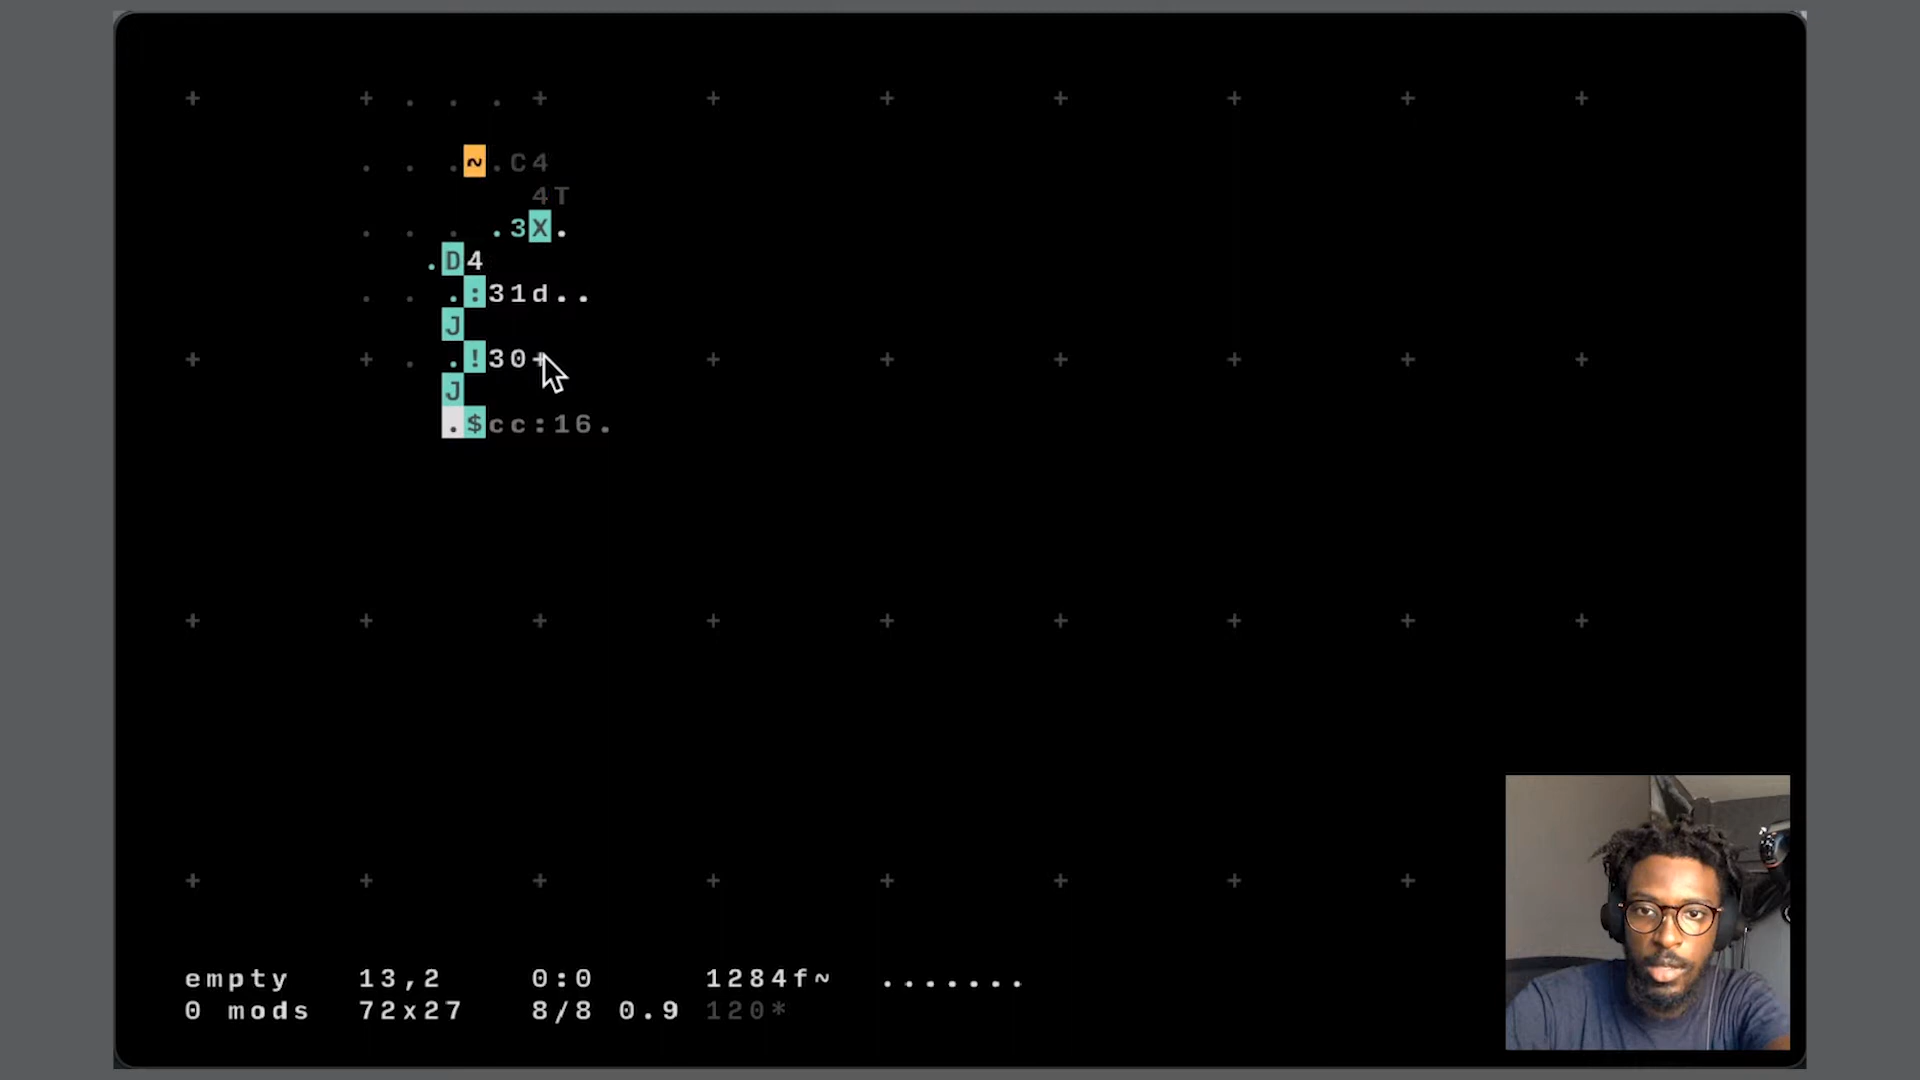 + + . . . + + + + + + +
. . . ~ . C 4
4 T
. . . . 3 X .
. D 4
. . . : 3 1 d . .
J
+ + . . ! 3 0 + + + + + + +
J
. $ c c : 1 6 .
+ + + + + + + + +
+ + + + + + + +
empty 13,2 0:0 1284f~ .......
0 mods 72x27 8/8 0.9 120*